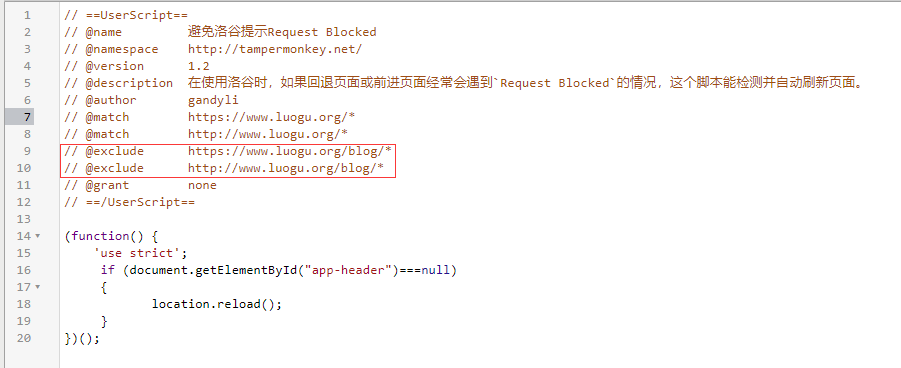 1 // ==UserScript==
2 // @name 避免洛谷提示Request Blocked
3 // @namespace http://tampermonkey.net/
4 // @version 1.2
5 // @description 在使用洛谷时，如果回退页面或前进页面经常会遇到`Request Blocked`的情况，这个脚本能检测并自动刷新页面。
6 // @author gandyli
7 // @match https://www.luogu.org/*
8 // @match http://www.luogu.org/*
9 // @exclude https://www.luogu.org/blog/*
10 // @exclude http://www.luogu.org/blog/*
11 // @grant none
12 // ==/UserScript==
13
14 (function() {
15 'use strict';
16 if (document.getElementById("app-header")===null)
17 {
18 location.reload();
19 }
20 })();